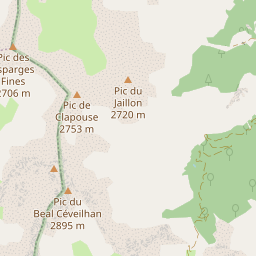 Pic des
sparges
Fines
2706 m
Pic de
Clapouse
2753 m
Pic du
Jaillon
2720 m
Pic du
Beal Céveilhan
2895 m